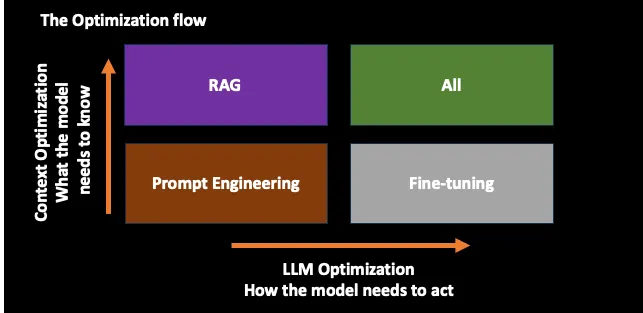 The Optimization flow
Context Optimization
What the model
needs to know
RAG
All
Prompt Engineering
Fine-tuning
LLM Optimization
How the model needs to act